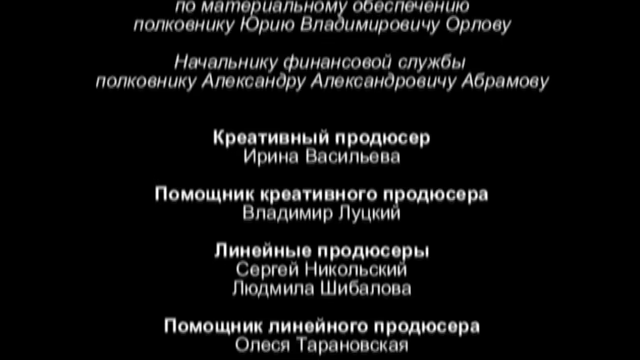 по материальному обеспечению
полковнику Юрию Владимировичу Орлову
Начальнику финансовой службы
полковнику Александру Александровичу Абрамову
Креативный продюсер
Ирина Васильева
Помощник креативного продюсера
Владимир Луцкий
Линейные продюсеры
Сергей Никольский
Людмила Шибалова
Помощник линейного продюсера
Олеся Тарановская